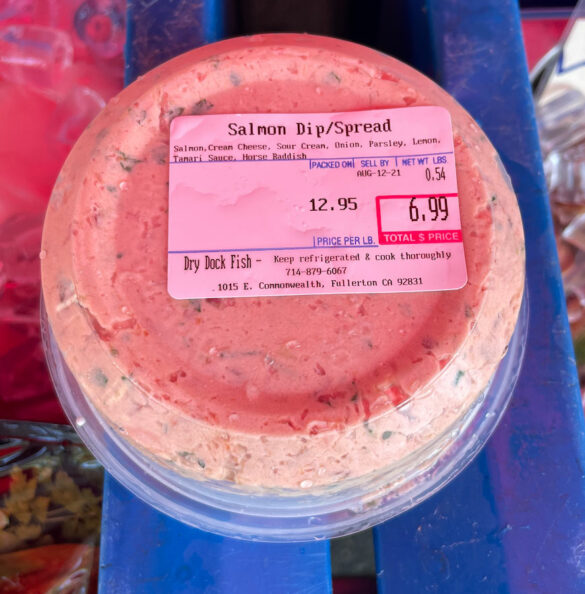 Salmon Dip/Spread
Salmon,Cream Cheese, Sour Cream, Onion, Parsley, Lemon,
Tamari Sauce, Horse Raddish
PACKED ON SELL BY NET WT LBS
AUG-12-21 0.54
12.95 6.99
PRICE PER LB. TOTAL $ PRICE
Dry Dock Fish - Keep refrigerated & cook thoroughly
714-879-6067
1015 E. Commonwealth, Fullerton CA 92831